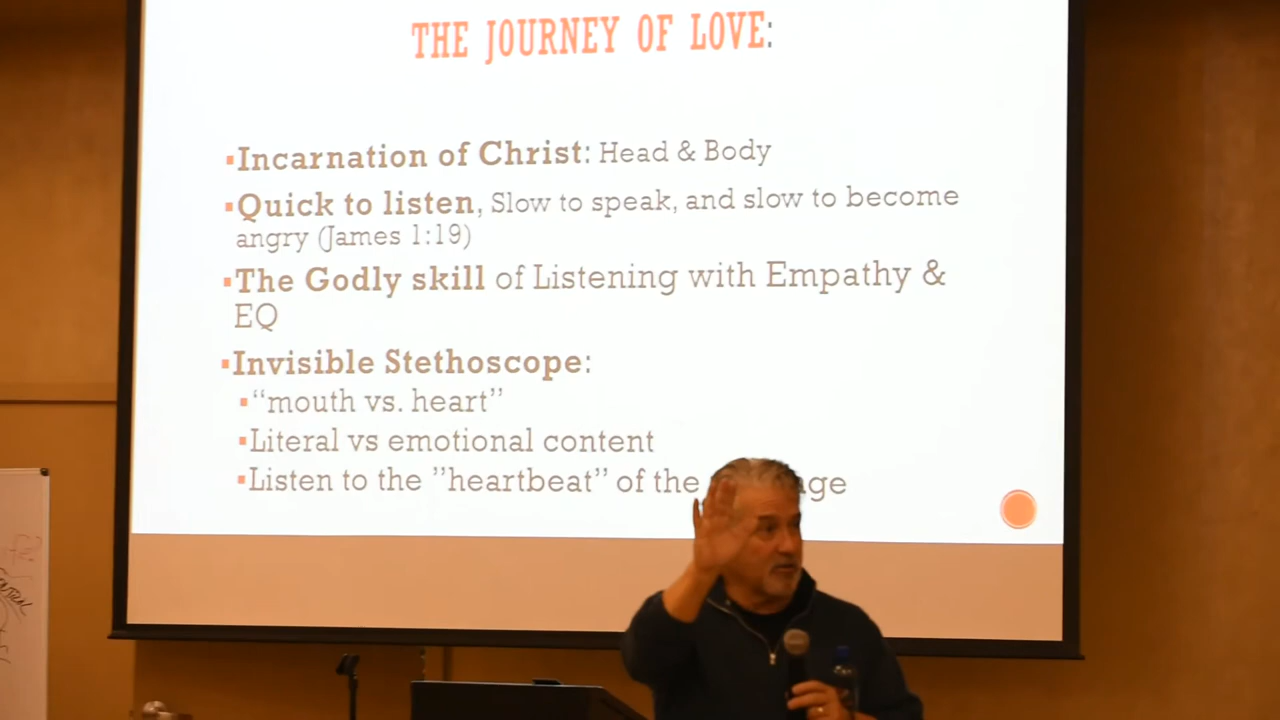 THE JOURNEY OF LOVE:
▪Incarnation of Christ: Head & Body
▪Quick to listen, Slow to speak, and slow to become
angry (James 1:19)
▪The Godly skill of Listening with Empathy &
EQ
▪Invisible Stethoscope:
▪“mouth vs. heart”
▪Literal vs emotional content
▪Listen to the ”heartbeat” of the